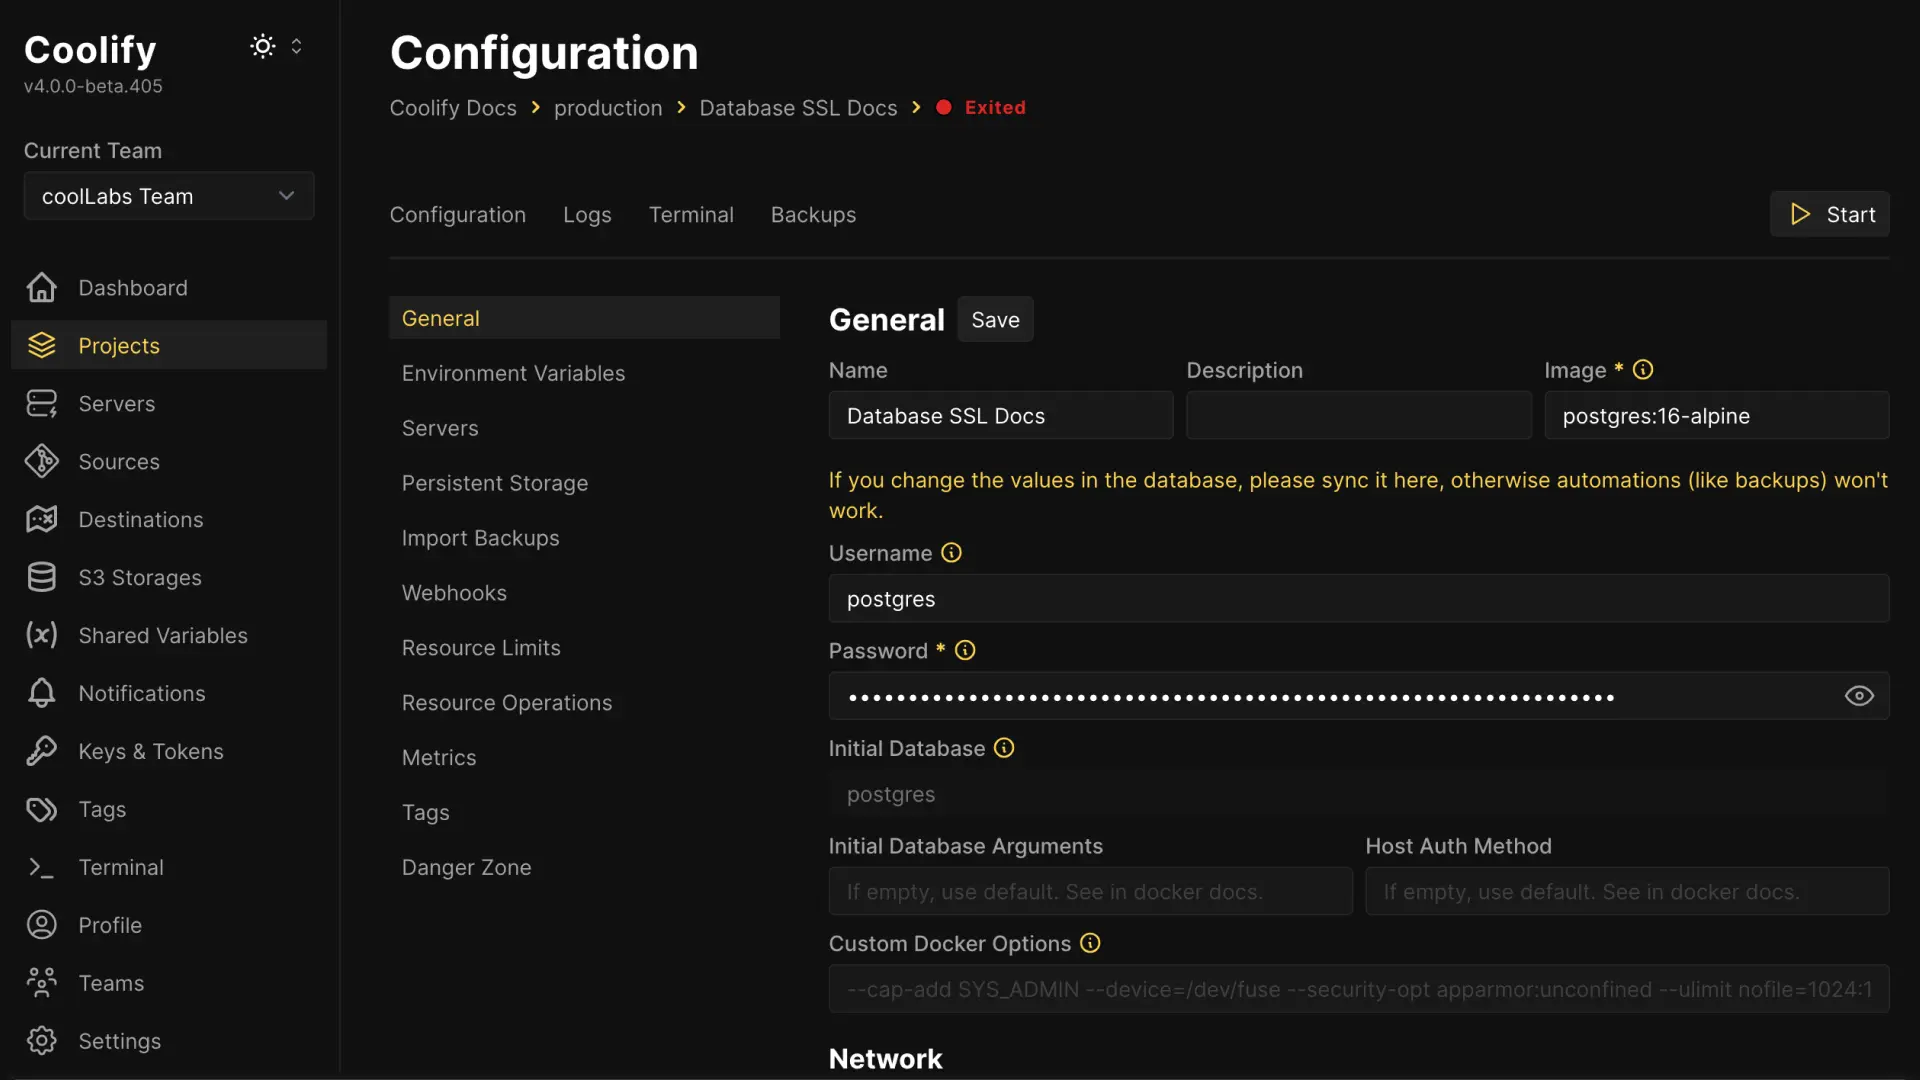 Coolify
v4.0.0-beta.405
Current Team
coolLabs Team
Dashboard
Projects
Servers
Sources
Destinations
S3 Storages
Shared Variables
Notifications
Keys & Tokens
Tags
Terminal
Profile
Teams
Settings
Configuration
Coolify Docs > production > Database SSL Docs > Exited
Configuration Logs Terminal Backups
Start
General
Environment Variables
Servers
Persistent Storage
Import Backups
Webhooks
Resource Limits
Resource Operations
Metrics
Tags
Danger Zone
General Save
Name Description Image *
Database SSL Docs postgres:16-alpine
If you change the values in the database, please sync it here, otherwise automations (like backups) won't
work.
Username
postgres
Password *
Initial Database
postgres
Initial Database Arguments Host Auth Method
If empty, use default. See in docker docs. If empty, use default. See in docker docs.
Custom Docker Options
--cap-add SYS_ADMIN --device=/dev/fuse --security-opt apparmor:unconfined --ulimit nofile=1024:1
Network